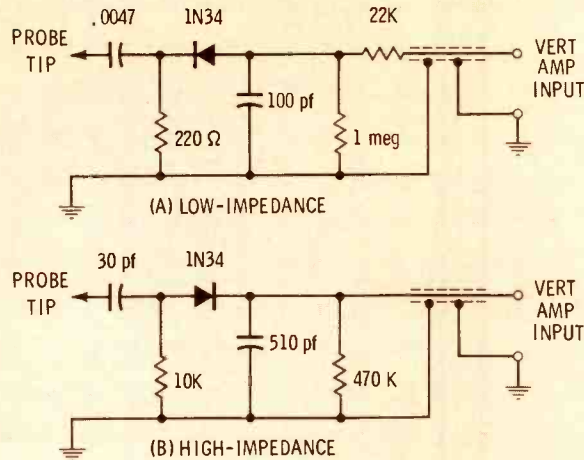 .0047
1N34
22K
PROBE
TIP
VERT
AMP
INPUT
220 Ω
100 pf
1 meg
(A) LOW-IMPEDANCE
30 pf
1N34
PROBE
TIP
VERT
AMP
INPUT
10K
510 pf
470 K
(B) HIGH-IMPEDANCE